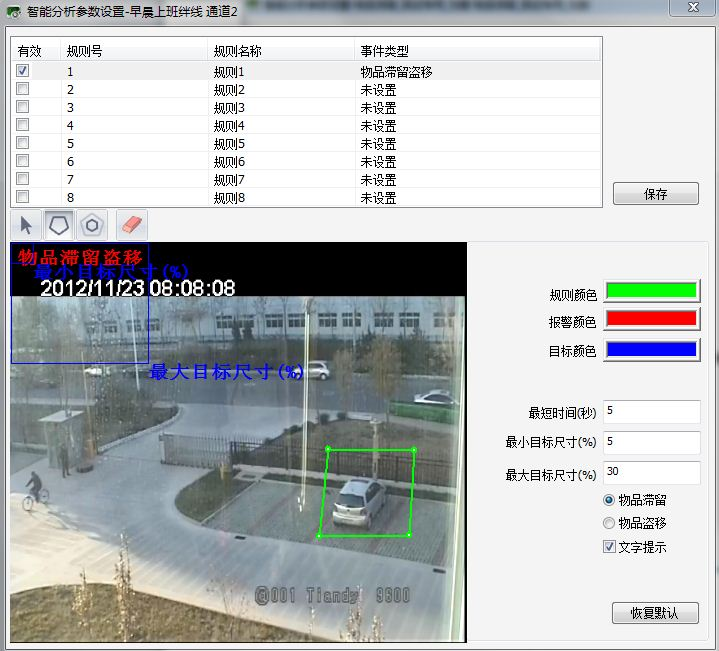 智能分析参数设置-早晨上班绊线 通道2
有效 规则号 规则名称 事件类型
1 规则1 物品滞留盗移
2 规则2 未设置
3 规则3 未设置
4 规则4 未设置
5 规则5 未设置
6 规则6 未设置
7 规则7 未设置
8 规则8 未设置
保存
物品滞留盗移
最小目标尺寸(%)
2012/11/23 08:08:08
最大目标尺寸(%)
@001 Tiandy 9800
规则颜色
报警颜色
目标颜色
最短时间(秒) 5
最小目标尺寸(%) 5
最大目标尺寸(%) 30
物品滞留
物品盗移
文字提示
恢复默认